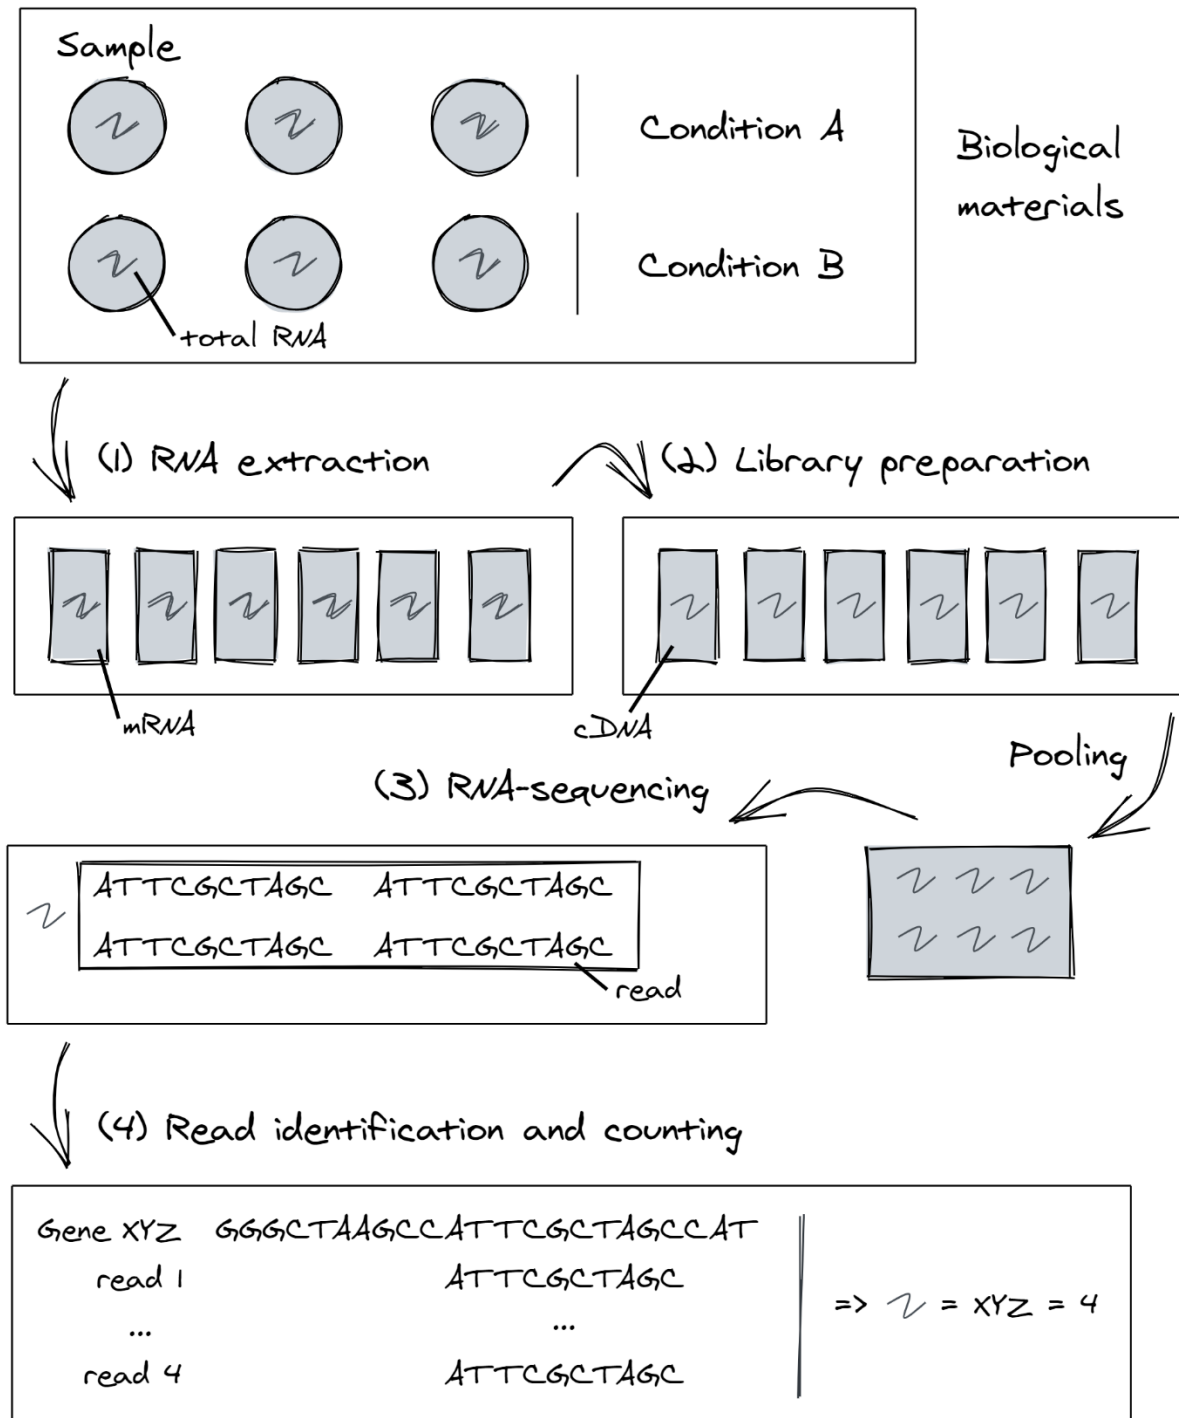 Sample
Condition A
Biological
materials
Condition B
total RNA
(1) RNA extraction
(2) Library preparation
mRNA
cDNA
Pooling
(3) RNA-sequencing
ATTCGCTAGC ATTCGCTAGC
ATTCGCTAGC ATTCGCTAGC
read
(4) Read identification and counting
Gene XYZ GGGCTAAGCCATTCGCTAGCCAT
read 1 ATTCGCTAGC
... ...
=> = XYZ = 4
read 4 ATTCGCTAGC